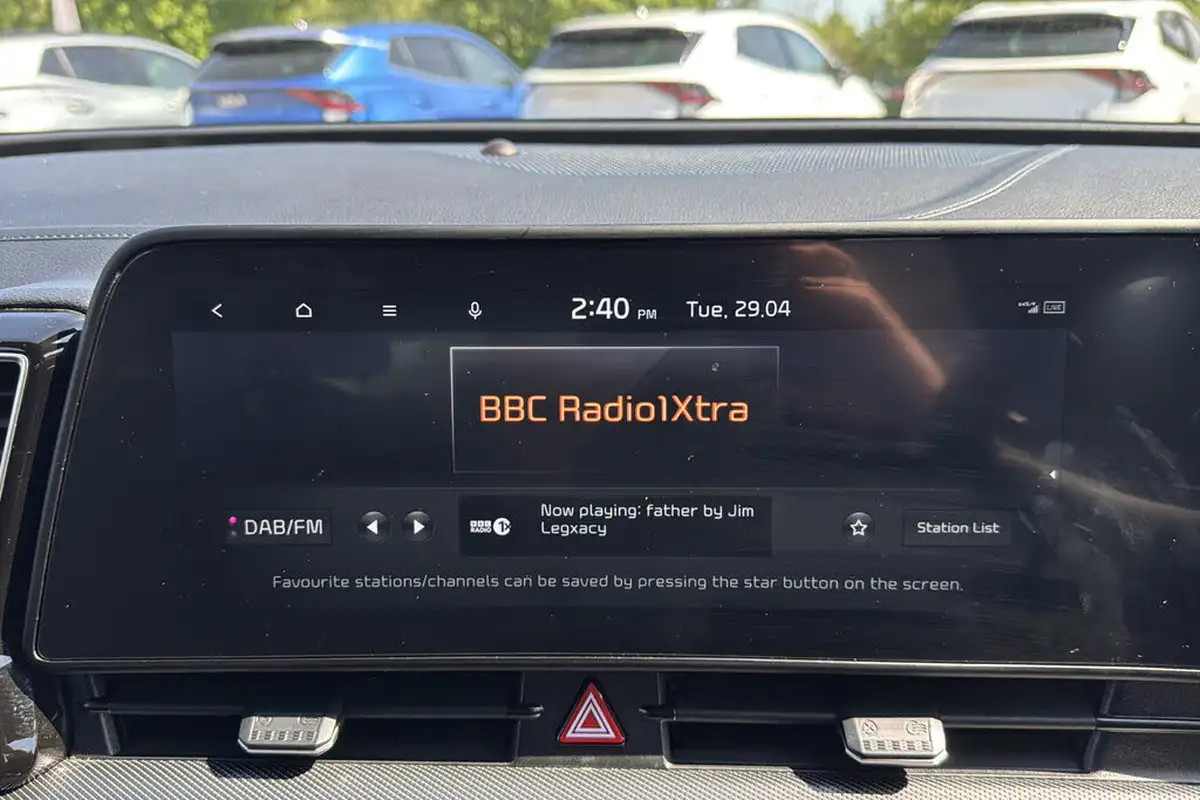 2:40 PM Tue, 29.04
LIVE
BBC Radio1Xtra
DAB/FM
BBC
RADIO 1X
Now playing: father by Jim
Legxacy
Station List
Favourite stations/channels can be saved by pressing the star button on the screen.